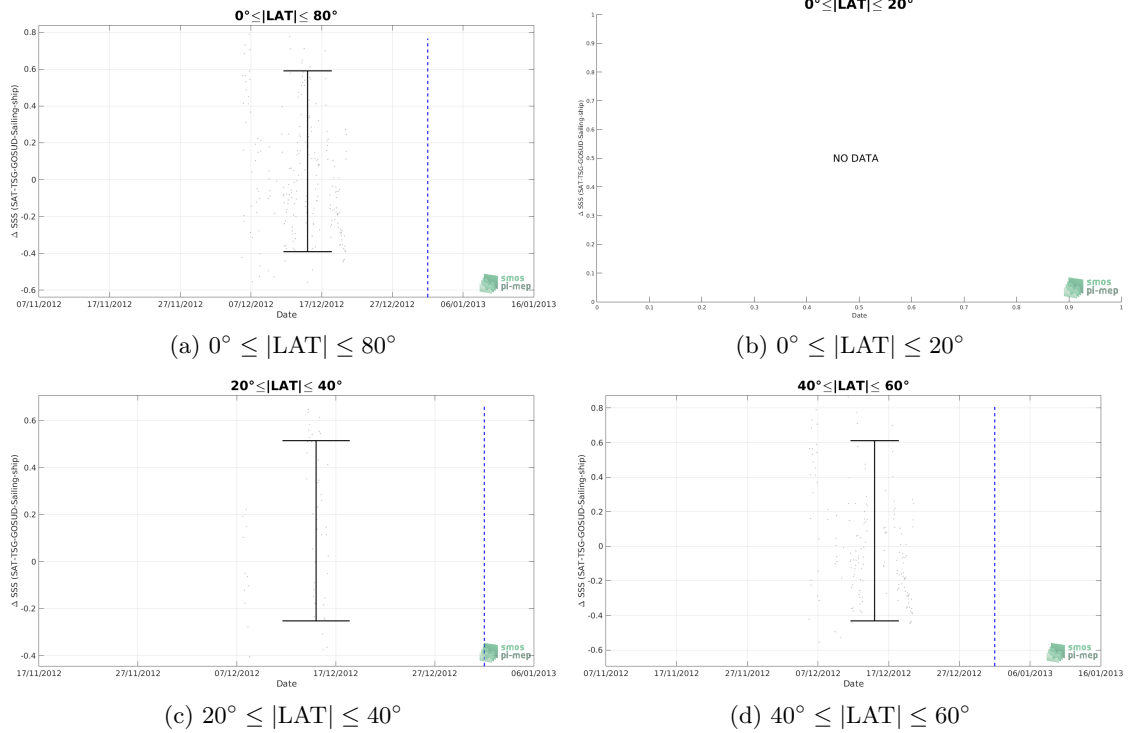 0°≤|LAT|≤ 80°
Δ SSS (SAT-TSG-GOSUD-Sailing-ship)
0.8
0.6
0.4
0.2
0
-0.2
-0.4
-0.6
07/11/2012 17/11/2012 27/11/2012 07/12/2012 17/12/2012 27/12/2012 06/01/2013 16/01/2013
Date
smos
pi-mep
(a) 0° ≤ |LAT| ≤ 80°
0°≤|LAT|≤ 20°
Δ SSS (SAT-TSG-GOSUD-Sailing-ship)
1
0.9
0.8
0.7
0.6
0.5
0.4
0.3
0.2
0.1
0
NO DATA
0 0.1 0.2 0.3 0.4 0.5 0.6 0.7 0.8 0.9 1
Date
smos
pi-mep
(b) 0° ≤ |LAT| ≤ 20°
20°≤|LAT|≤ 40°
Δ SSS (SAT-TSG-GOSUD-Sailing-ship)
0.6
0.4
0.2
0
-0.2
-0.4
17/11/2012 27/11/2012 07/12/2012 17/12/2012 27/12/2012 06/01/2013
Date
smos
pi-mep
(c) 20° ≤ |LAT| ≤ 40°
40°≤|LAT|≤ 60°
Δ SSS (SAT-TSG-GOSUD-Sailing-ship)
0.8
0.6
0.4
0.2
0
-0.2
-0.4
-0.6
07/11/2012 17/11/2012 27/11/2012 07/12/2012 17/12/2012 27/12/2012 06/01/2013 16/01/2013
Date
smos
pi-mep
(d) 40° ≤ |LAT| ≤ 60°